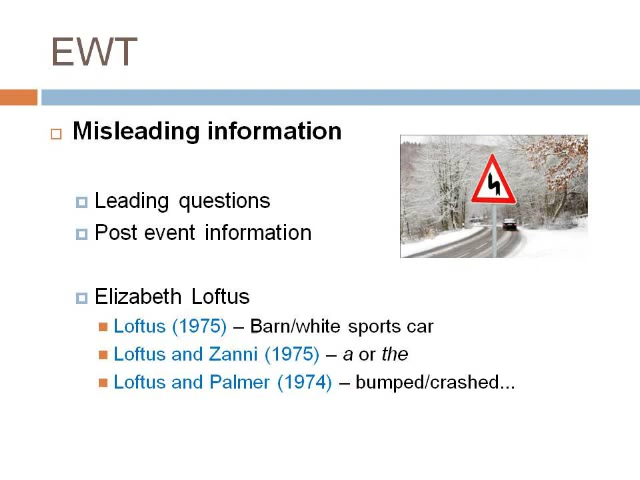 EWT
Misleading information
Leading questions
Post event information
Elizabeth Loftus
Loftus (1975) – Barn/white sports car
Loftus and Zanni (1975) – a or the
Loftus and Palmer (1974) – bumped/crashed...